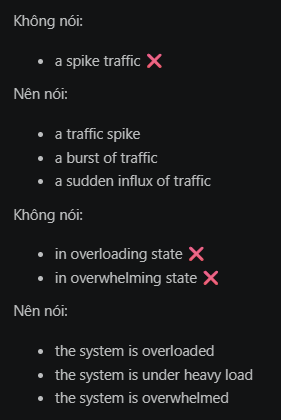 Không nói:
• a spike traffic ❌
Nên nói:
• a traffic spike
• a burst of traffic
• a sudden influx of traffic
Không nói:
• in overloading state ❌
• in overwhelming state ❌
Nên nói:
• the system is overloaded
• the system is under heavy load
• the system is overwhelmed